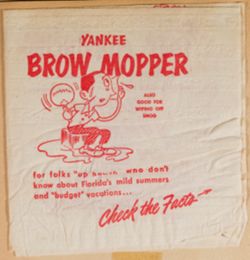 YANKEE
BROW MOPPER
ALSO
GOOD FOR
WIPING OFF
SMOG
for folks "up who don't
know about Florida's mild summers
and "budget" vacations...
Check the Facts